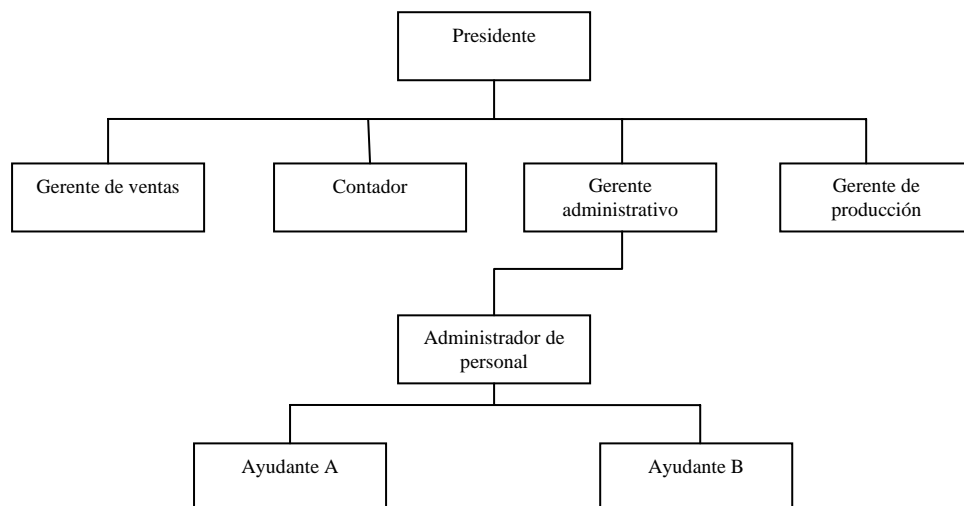 Presidente
Gerente de ventas
Contador
Gerente
administrativo
Gerente de
producción
Administrador de
personal
Ayudante A
Ayudante B